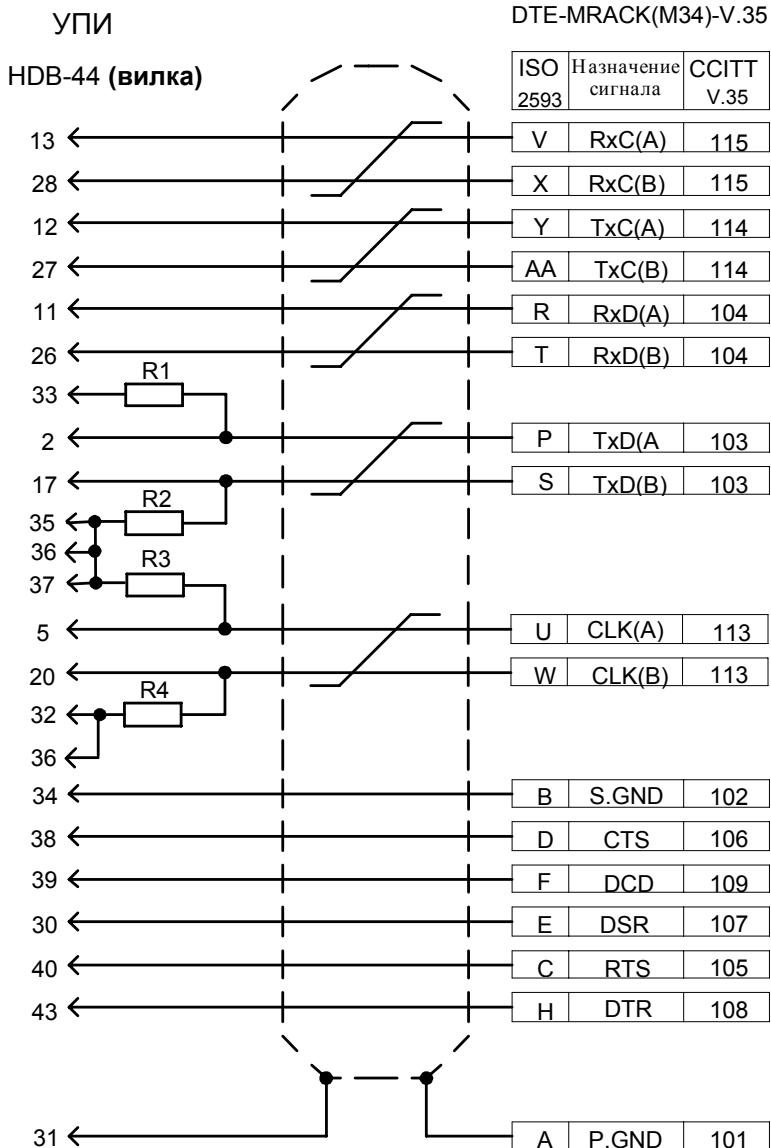 УПИ
DTE-MRACK(M34)-V.35
HDB-44 (вилка)
ISO 2593 Назначение сигнала CCITT V.35
13 V RxC(A) 115
28 X RxC(B) 115
12 Y TxC(A) 114
27 AA TxC(B) 114
11 R RxD(A) 104
26 T RxD(B) 104
R1
33
2 P TxD(A 103
17 S TxD(B) 103
R2
35
36
R3
37
5 U CLK(A) 113
20 W CLK(B) 113
R4
32
36
34 B S.GND 102
38 D CTS 106
39 F DCD 109
30 E DSR 107
40 C RTS 105
43 H DTR 108
31 A P.GND 101